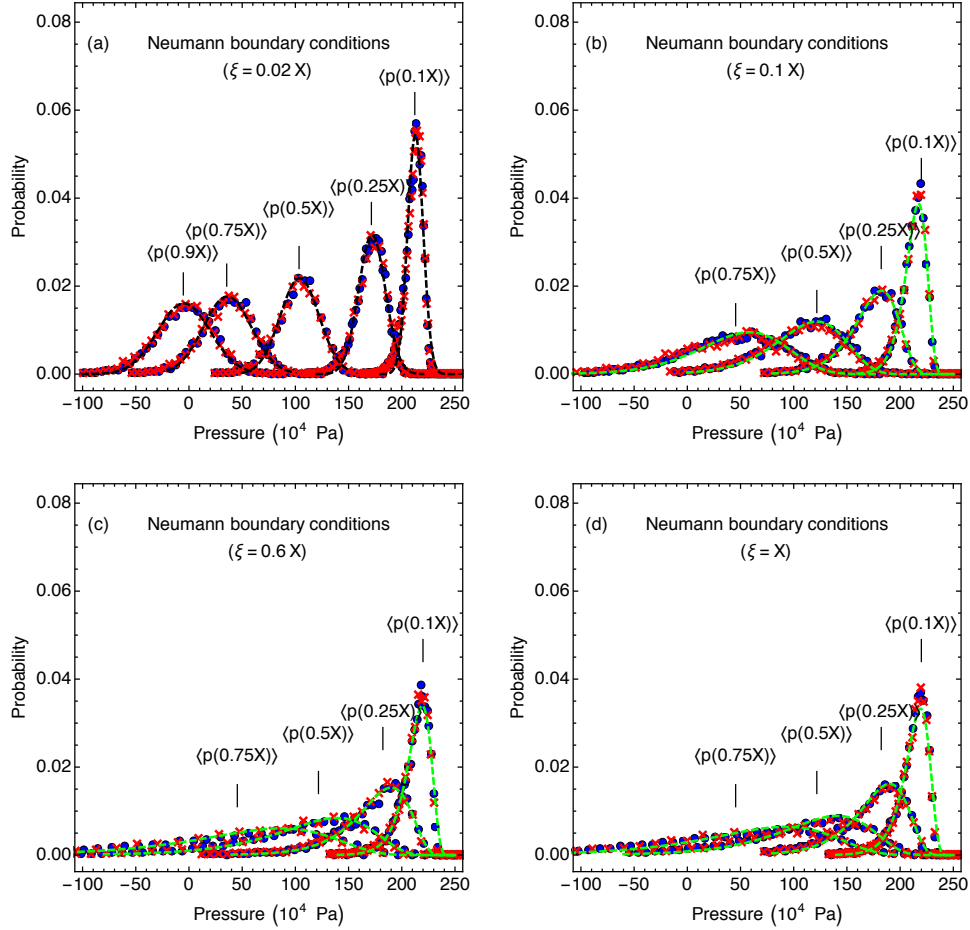 (a) Neumann boundary conditions
(ξ = 0.02 X)
⟨p(0.1X)⟩
⟨p(0.25X)⟩
⟨p(0.5X)⟩
⟨p(0.75X)⟩
⟨p(0.9X)⟩
Probability
0.08
0.06
0.04
0.02
0.00
−100 −50 0 50 100 150 200 250
Pressure (10⁴ Pa)
(b) Neumann boundary conditions
(ξ = 0.1 X)
⟨p(0.1X)⟩
⟨p(0.25X)⟩
⟨p(0.5X)⟩
⟨p(0.75X)⟩
Probability
0.08
0.06
0.04
0.02
0.00
−100 −50 0 50 100 150 200 250
Pressure (10⁴ Pa)
(c) Neumann boundary conditions
(ξ = 0.6 X)
⟨p(0.1X)⟩
⟨p(0.25X)⟩
⟨p(0.5X)⟩
⟨p(0.75X)⟩
Probability
0.08
0.06
0.04
0.02
0.00
−100 −50 0 50 100 150 200 250
Pressure (10⁴ Pa)
(d) Neumann boundary conditions
(ξ = X)
⟨p(0.1X)⟩
⟨p(0.25X)⟩
⟨p(0.5X)⟩
⟨p(0.75X)⟩
Probability
0.08
0.06
0.04
0.02
0.00
−100 −50 0 50 100 150 200 250
Pressure (10⁴ Pa)